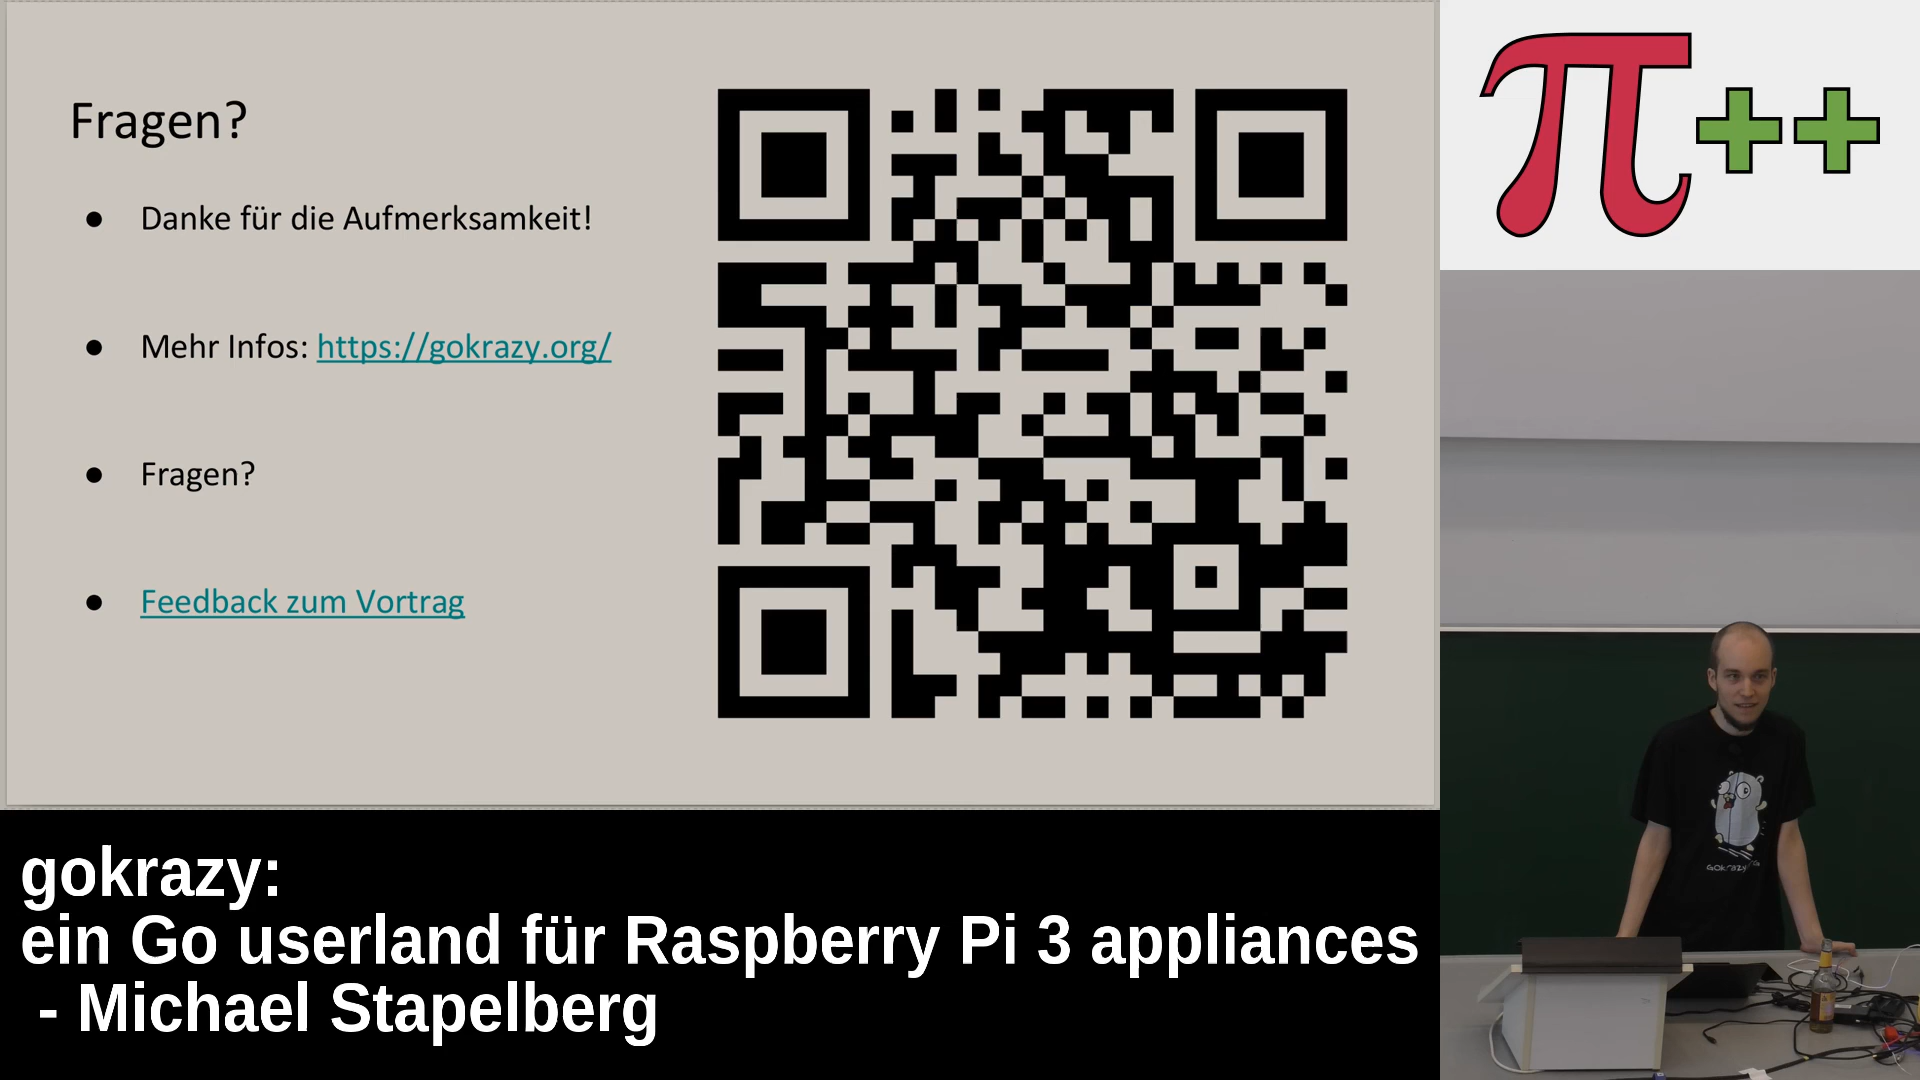 Fragen?
● Danke für die Aufmerksamkeit!
● Mehr Infos: https://gokrazy.org/
● Fragen?
● Feedback zum Vortrag
π++
gokrazy:
ein Go userland für Raspberry Pi 3 appliances
- Michael Stapelberg